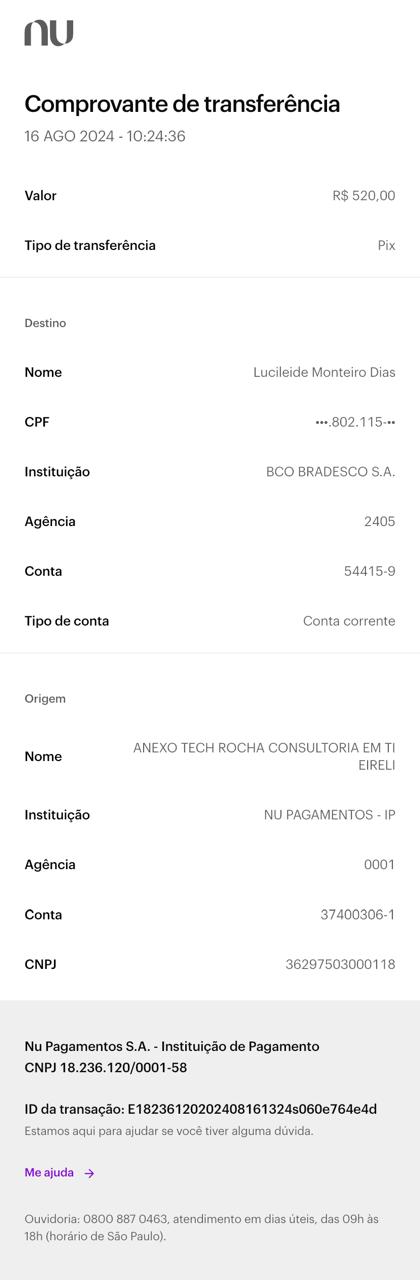 nu
Comprovante de transferência
16 AGO 2024 - 10:24:36
Valor R$ 520,00
Tipo de transferência Pix
Destino
Nome Lucileide Monteiro Dias
CPF •••.802.115-••
Instituição BCO BRADESCO S.A.
Agência 2405
Conta 54415-9
Tipo de conta Conta corrente
Origem
Nome ANEXO TECH ROCHA CONSULTORIA EM TI
EIRELI
Instituição NU PAGAMENTOS - IP
Agência 0001
Conta 37400306-1
CNPJ 36297503000118
Nu Pagamentos S.A. - Instituição de Pagamento
CNPJ 18.236.120/0001-58
ID da transação: E18236120202408161324s060e764e4d
Estamos aqui para ajudar se você tiver alguma dúvida.
Me ajuda →
Ouvidoria: 0800 887 0463, atendimento em dias úteis, das 09h às
18h (horário de São Paulo).